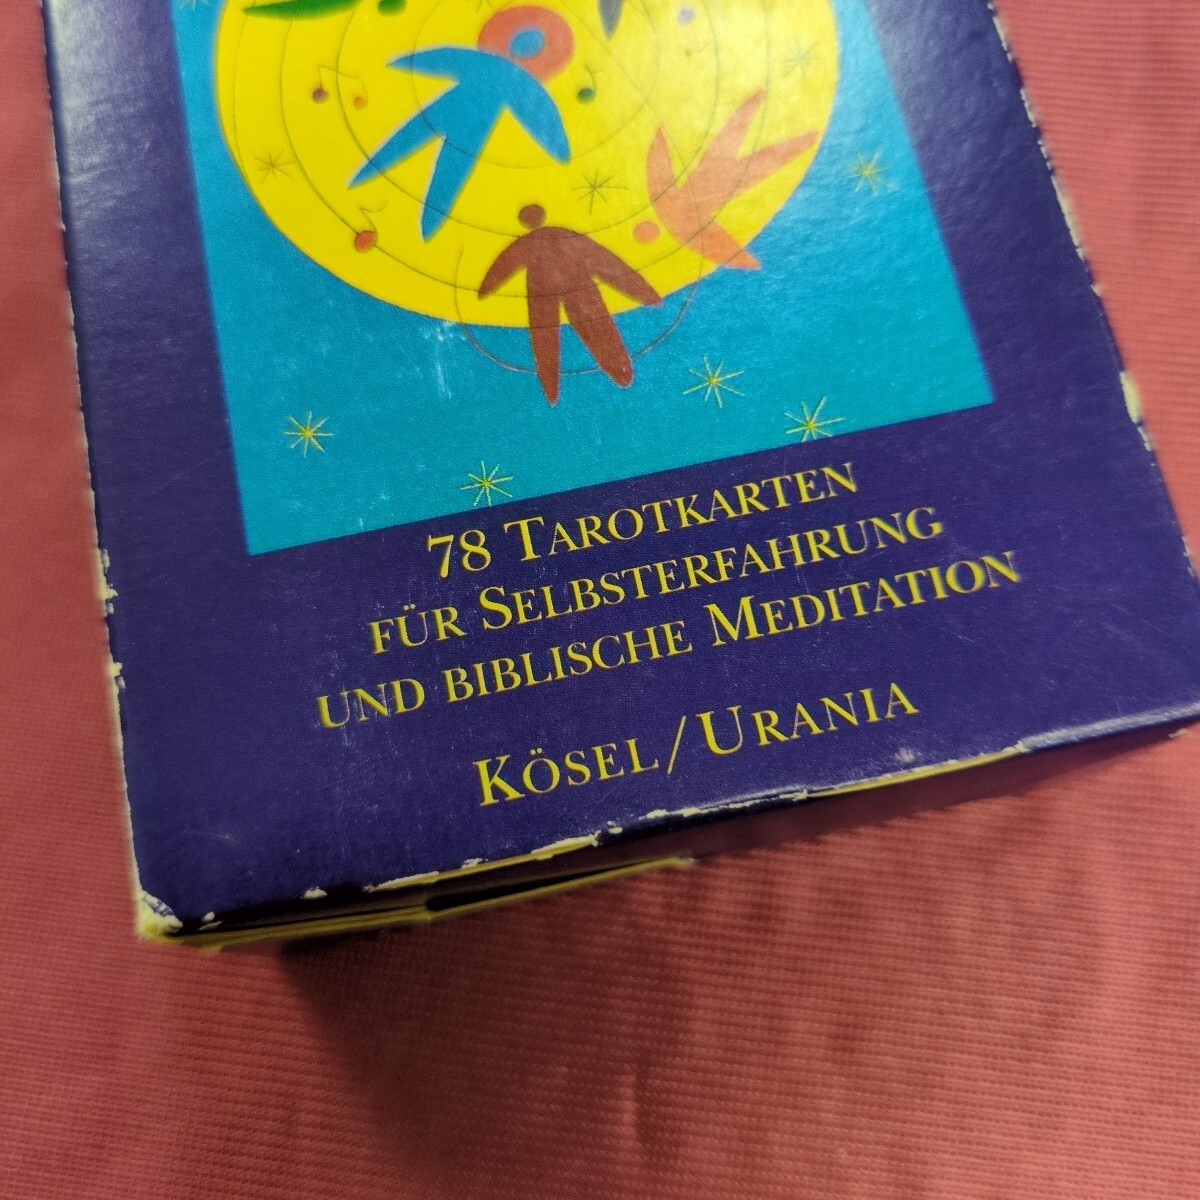 78 TAROTKARTEN
FÜR SELBSTERFAHRUNG
UND BIBLISCHE MEDITATION
KÖSEL/URANIA